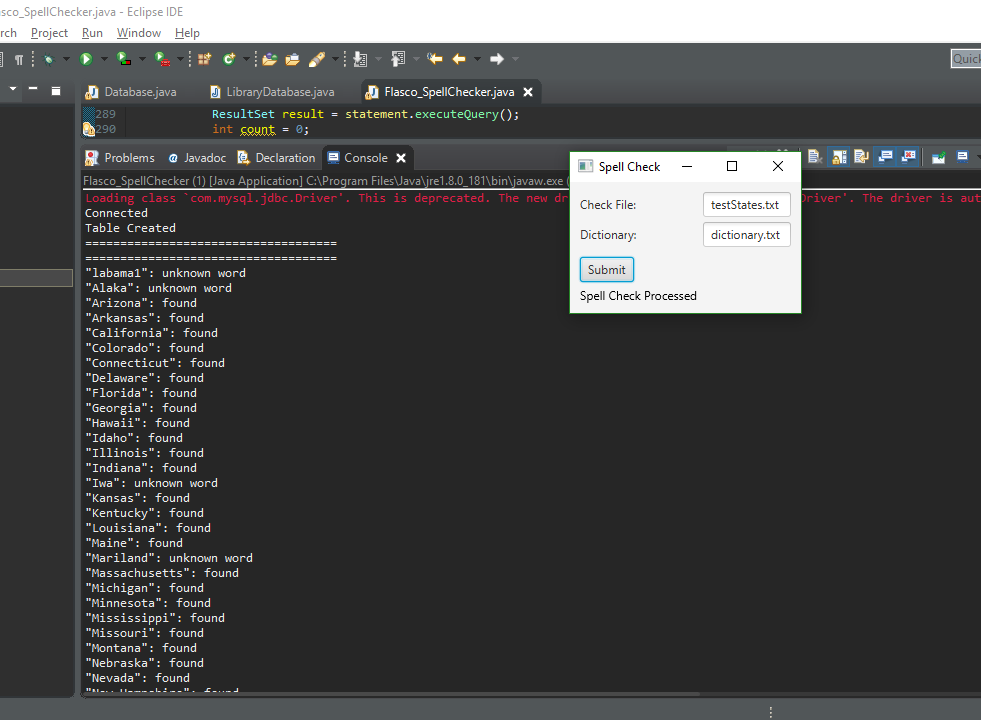 asco_SpellChecker.java - Eclipse IDE
rch Project Run Window Help
Quick
Database.java LibraryDatabase.java Flasco_SpellChecker.java
289 ResultSet result = statement.executeQuery();
290 int count = 0;
Problems Javadoc Declaration Console
Flasco_SpellChecker (1) [Java Application] C:\Program Files\Java\jre1.8.0_181\bin\javaw.exe (
Loading class `com.mysql.jdbc.Driver'. This is deprecated. The new dr Driver'. The driver is aut
Connected
Table Created
====================================
====================================
"labama1": unknown word
"Alaka": unknown word
"Arizona": found
"Arkansas": found
"California": found
"Colorado": found
"Connecticut": found
"Delaware": found
"Florida": found
"Georgia": found
"Hawaii": found
"Idaho": found
"Illinois": found
"Indiana": found
"Iwa": unknown word
"Kansas": found
"Kentucky": found
"Louisiana": found
"Maine": found
"Mariland": unknown word
"Massachusetts": found
"Michigan": found
"Minnesota": found
"Mississippi": found
"Missouri": found
"Montana": found
"Nebraska": found
"Nevada": found
"New Hampshire": found
Spell Check
Check File: testStates.txt
Dictionary: dictionary.txt
Submit
Spell Check Processed